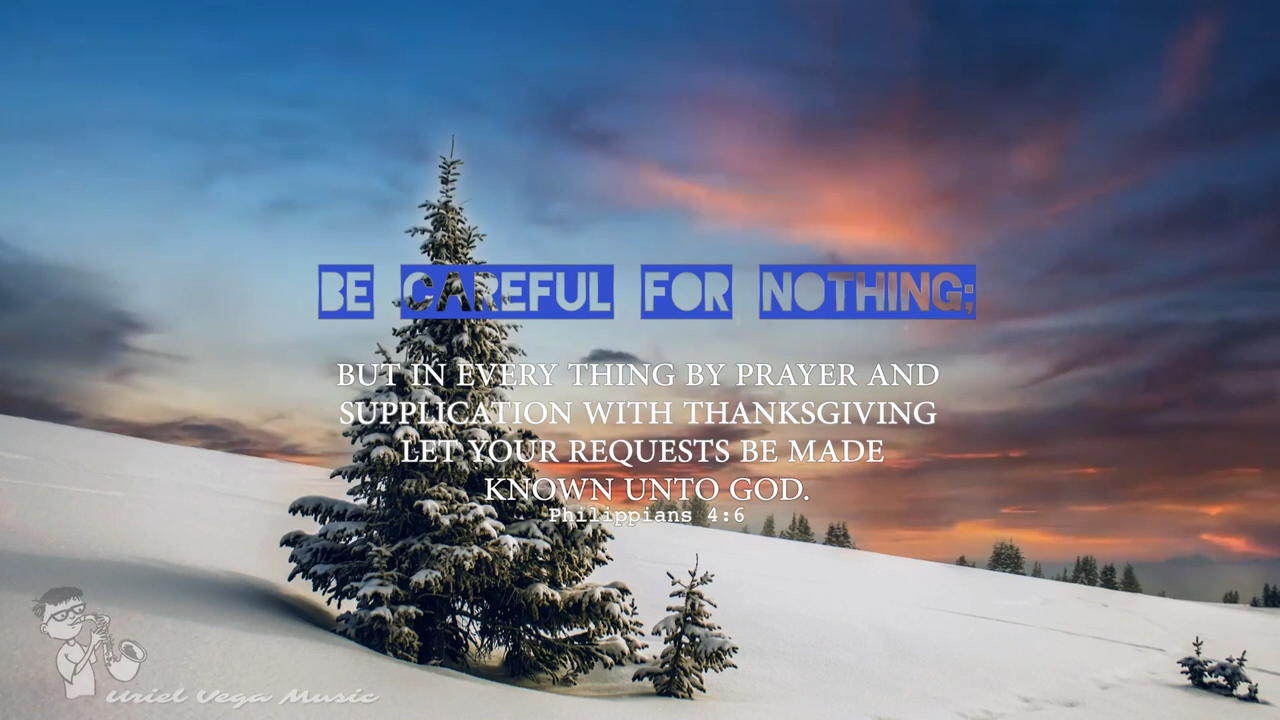 BE CAREFUL FOR NOTHING;
BUT IN EVERY THING BY PRAYER AND
SUPPLICATION WITH THANKSGIVING
LET YOUR REQUESTS BE MADE
KNOWN UNTO GOD.
Philippians 4:6
Uriel Vega Music